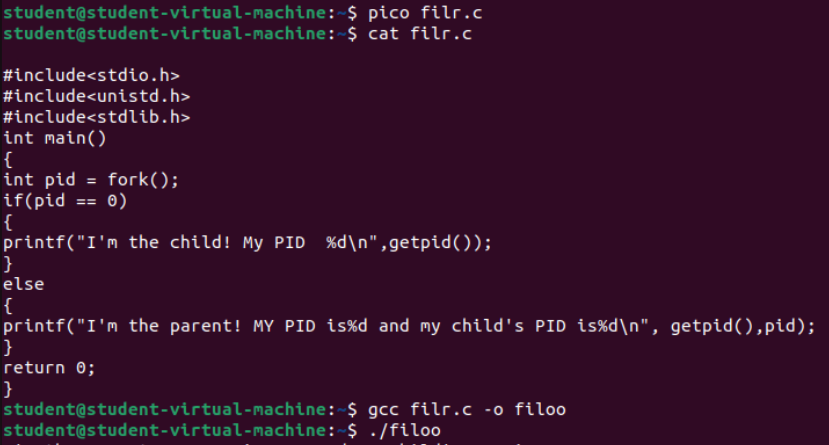 student@student-virtual-machine:~$ pico filr.c
student@student-virtual-machine:~$ cat filr.c
#include<stdio.h>
#include<unistd.h>
#include<stdlib.h>
int main()
{
int pid = fork();
if(pid == 0)
{
printf("I'm the child! My PID  %d\n",getpid());
}
else
{
printf("I'm the parent! MY PID is%d and my child's PID is%d\n", getpid(),pid);
}
return 0;
}
student@student-virtual-machine:~$ gcc filr.c -o filoo
student@student-virtual-machine:~$ ./filoo